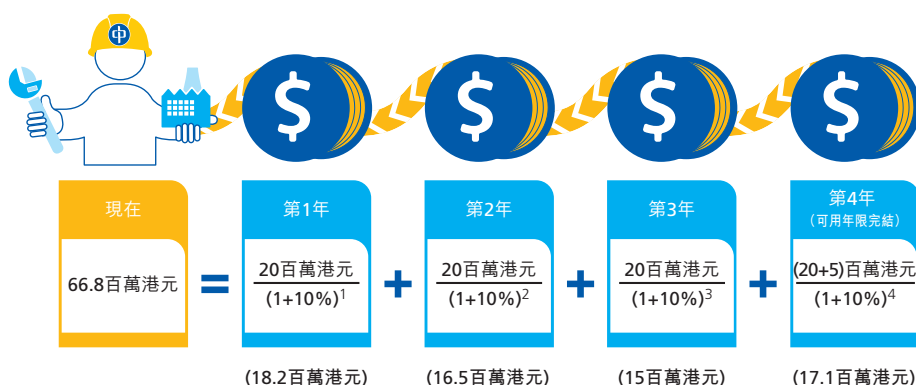 中
$ $ $ $
現在
66.8百萬港元
=
第1年
20百萬港元
(1+10%)¹
+
第2年
20百萬港元
(1+10%)²
+
第3年
20百萬港元
(1+10%)³
+
第4年
(可用年限完結)
(20+5)百萬港元
(1+10%)⁴
(18.2百萬港元) (16.5百萬港元) (15百萬港元) (17.1百萬港元)